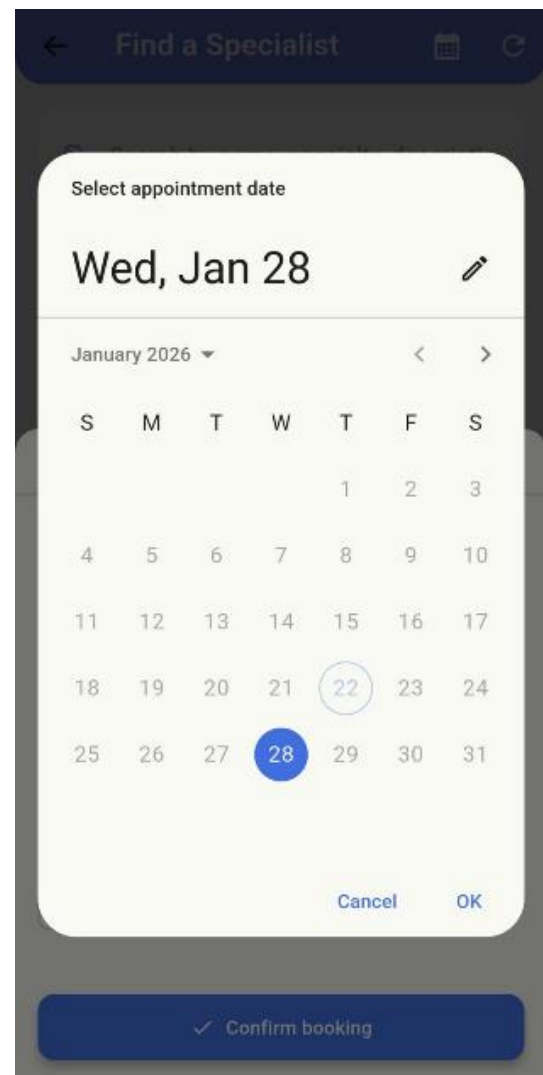 Find a Specialist
Select appointment date
Wed, Jan 28
January 2026
S M T W T F S
1 2 3
4 5 6 7 8 9 10
11 12 13 14 15 16 17
18 19 20 21 22 23 24
25 26 27 28 29 30 31
Cancel OK
Confirm booking